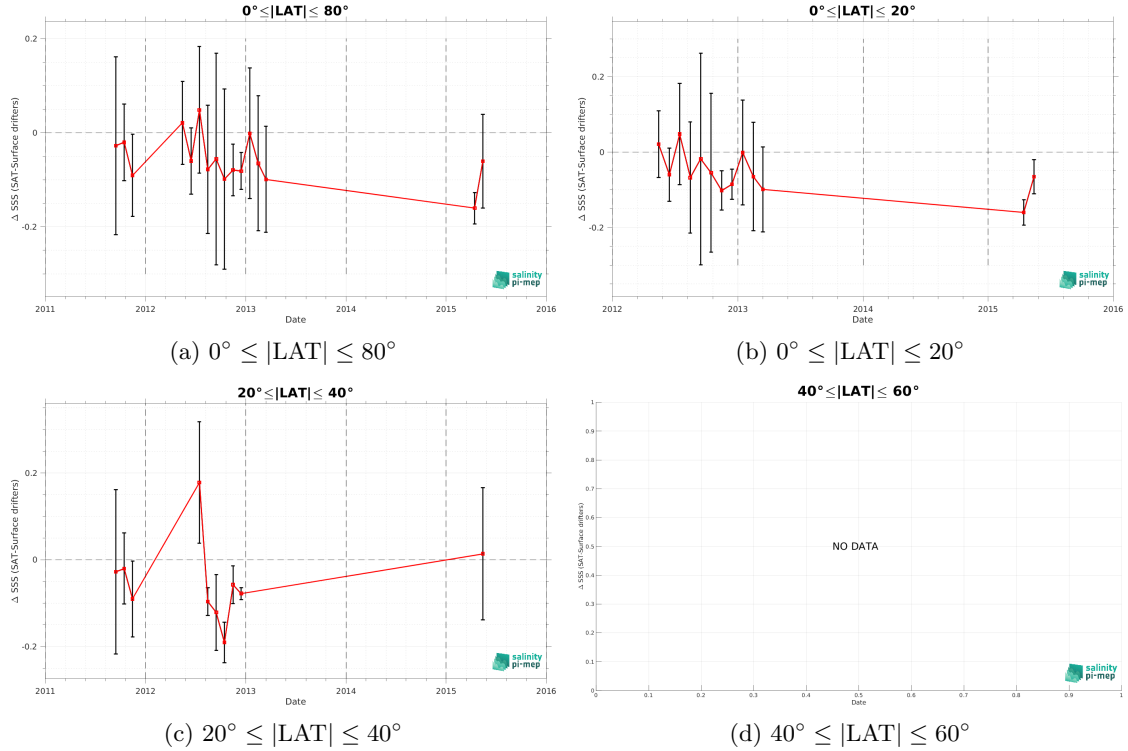 0°≤|LAT|≤ 80°
Δ SSS (SAT-Surface drifters)
0.2
0
-0.2
2011 2012 2013 2014 2015 2016
Date
salinity
pi-mep
(a) 0° ≤ |LAT| ≤ 80°
0°≤|LAT|≤ 20°
Δ SSS (SAT-Surface drifters)
0.2
0
-0.2
2012 2013 2014 2015 2016
Date
salinity
pi-mep
(b) 0° ≤ |LAT| ≤ 20°
20°≤|LAT|≤ 40°
Δ SSS (SAT-Surface drifters)
0.2
0
-0.2
2011 2012 2013 2014 2015 2016
Date
salinity
pi-mep
(c) 20° ≤ |LAT| ≤ 40°
40°≤|LAT|≤ 60°
Δ SSS (SAT-Surface drifters)
1
0.9
0.8
0.7
0.6
0.5
0.4
0.3
0.2
0.1
0
NO DATA
0 0.1 0.2 0.3 0.4 0.5 0.6 0.7 0.8 0.9 1
Date
salinity
pi-mep
(d) 40° ≤ |LAT| ≤ 60°